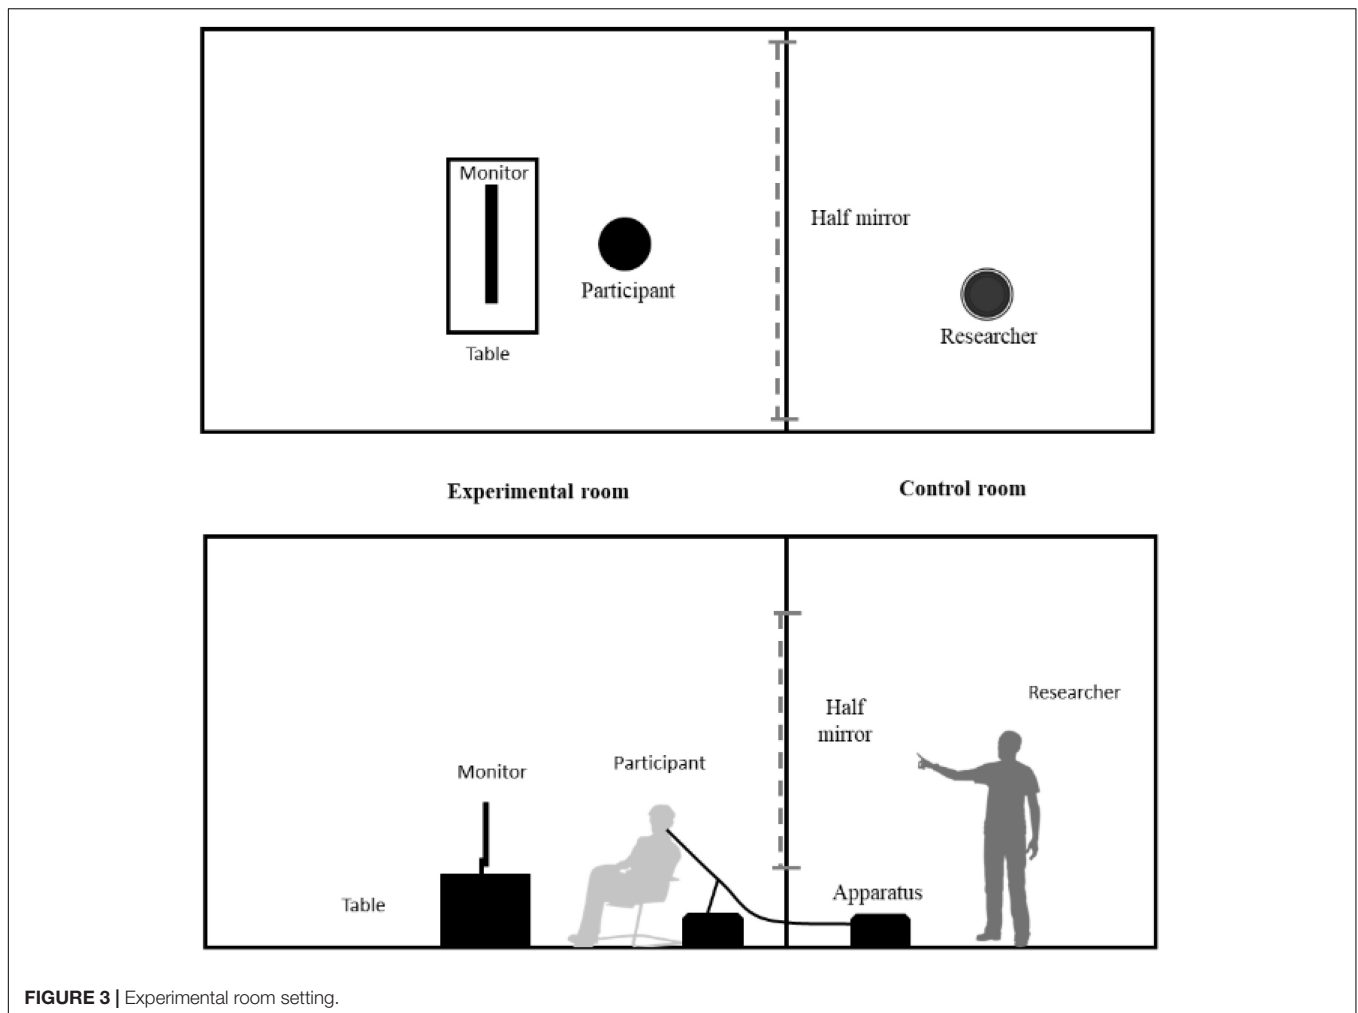 Monitor
Half mirror
Participant
Researcher
Table
Experimental room
Control room
Researcher
Half
mirror
Participant
Monitor
Apparatus
Table
FIGURE 3 | Experimental room setting.